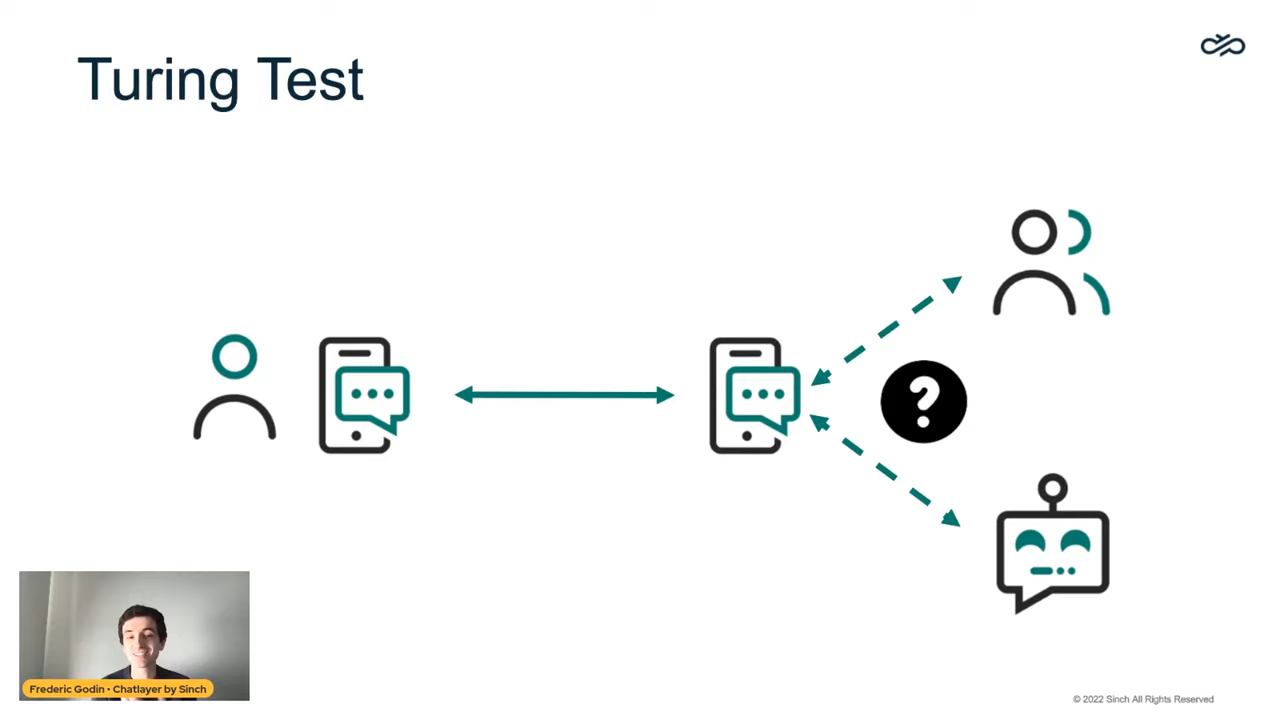 Turing Test
?
Frederic Godin • Chatlayer by Sinch
© 2022 Sinch All Rights Reserved